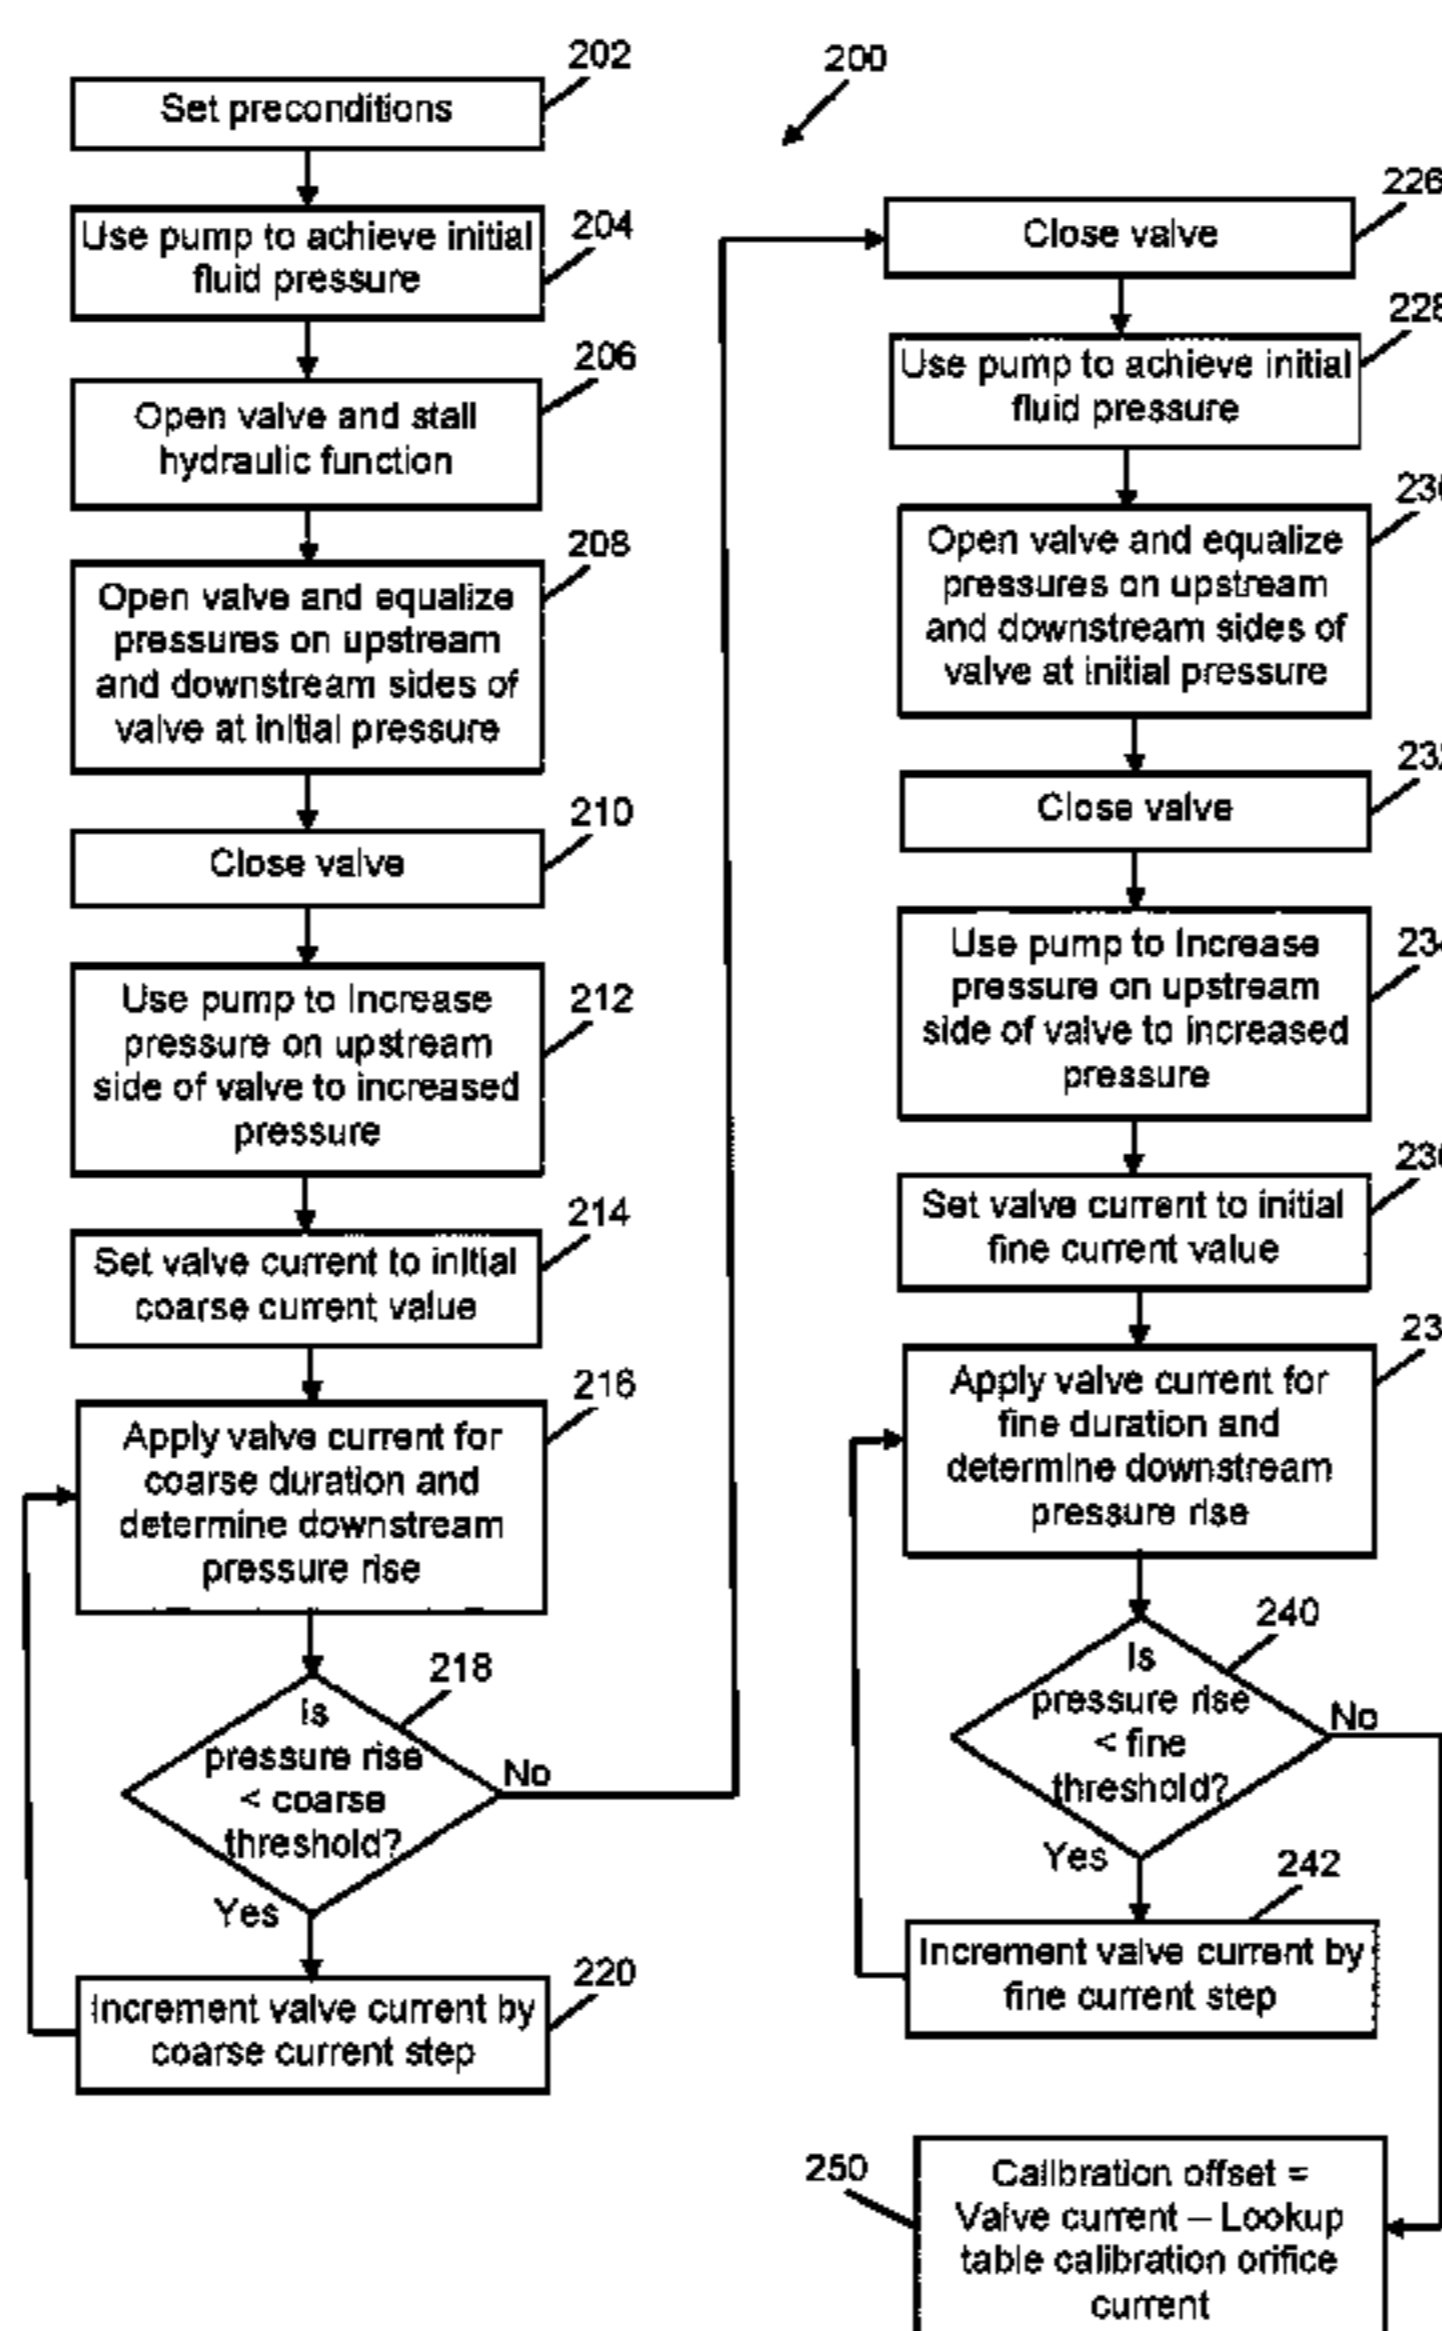 202
Set preconditions
204
Use pump to achieve initial
fluid pressure
206
Open valve and stall
hydraulic function
208
Open valve and equalize
pressures on upstream
and downstream sides of
valve at initial pressure
210
Close valve
212
Use pump to Increase
pressure on upstream
side of valve to increased
pressure
214
Set valve current to initial
coarse current value
216
Apply valve current for
coarse duration and
determine downstream
pressure rise
218
Is
pressure rise
< coarse
threshold?
No
Yes
220
Increment valve current by
coarse current step
200
226
Close valve
228
Use pump to achieve initial
fluid pressure
230
Open valve and equalize
pressures on upstream
and downstream sides of
valve at initial pressure
232
Close valve
234
Use pump to Increase
pressure on upstream
side of valve to increased
pressure
236
Set valve current to initial
fine current value
23
Apply valve current for
fine duration and
determine downstream
pressure rise
240
Is
pressure rise
< fine
threshold?
No
Yes
242
Increment valve current by
fine current step
250
Calibration offset =
Valve current – Lookup
table calibration orifice
current